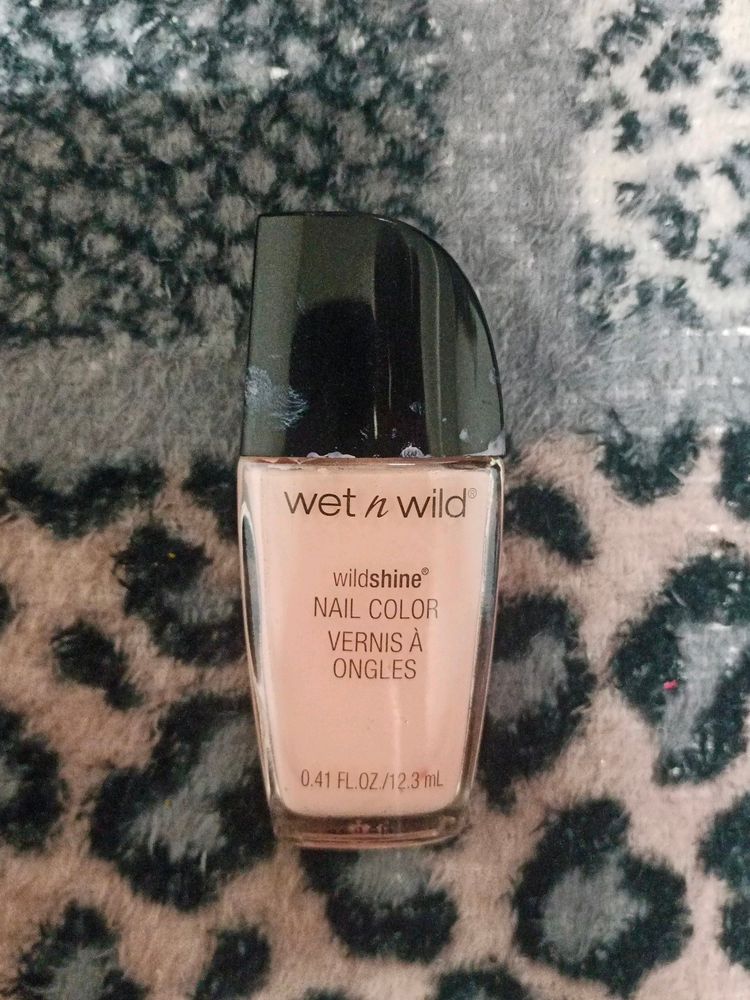 wet n wild®
wildshine®
NAIL COLOR
VERNIS À
ONGLES
0.41 FL.OZ./12.3 mL